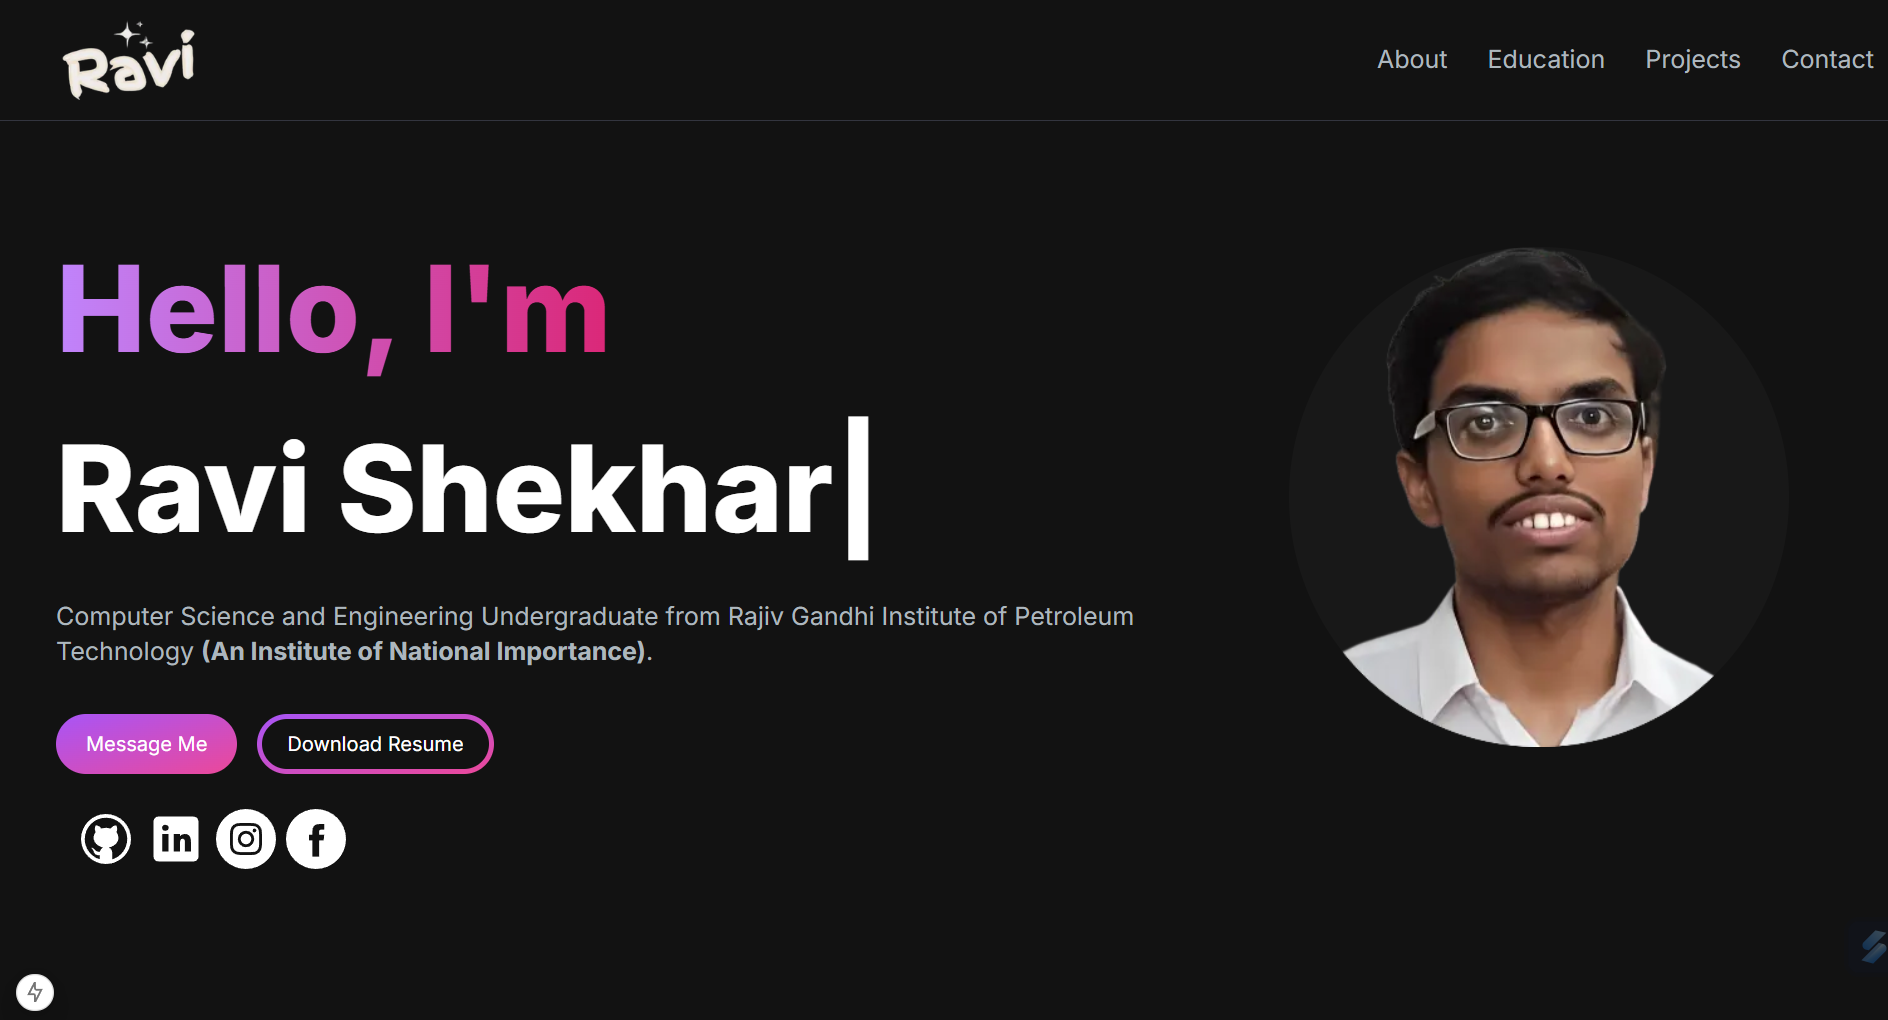 Ravi
About Education Projects Contact
Hello, I'm
Ravi Shekhar
Computer Science and Engineering Undergraduate from Rajiv Gandhi Institute of Petroleum
Technology (An Institute of National Importance).
Message Me Download Resume
in f